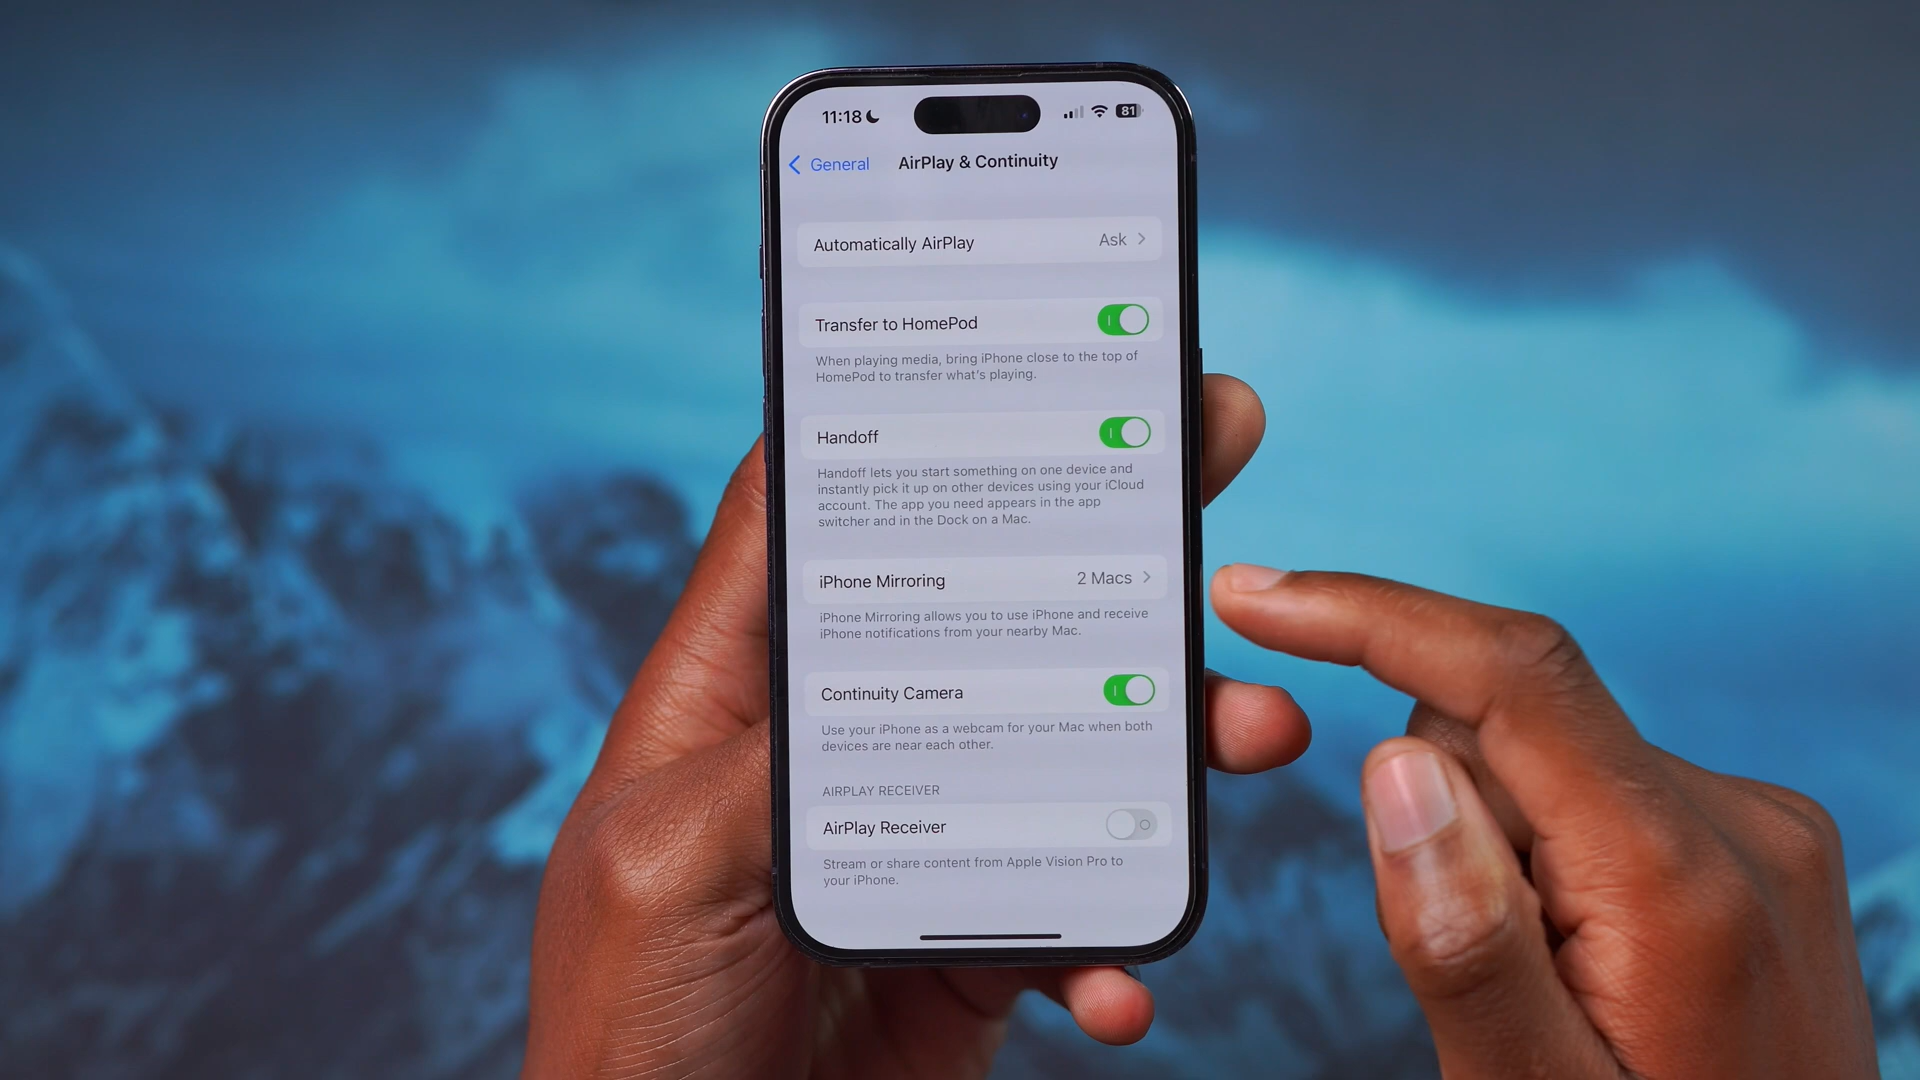 11:18
81
General
AirPlay & Continuity
Automatically AirPlay
Ask
Transfer to HomePod
When playing media, bring iPhone close to the top of
HomePod to transfer what's playing.
Handoff
Handoff lets you start something on one device and
instantly pick it up on other devices using your iCloud
account. The app you need appears in the app
switcher and in the Dock on a Mac.
iPhone Mirroring
2 Macs
iPhone Mirroring allows you to use iPhone and receive
iPhone notifications from your nearby Mac.
Continuity Camera
Use your iPhone as a webcam for your Mac when both
devices are near each other.
AIRPLAY RECEIVER
AirPlay Receiver
Stream or share content from Apple Vision Pro to
your iPhone.